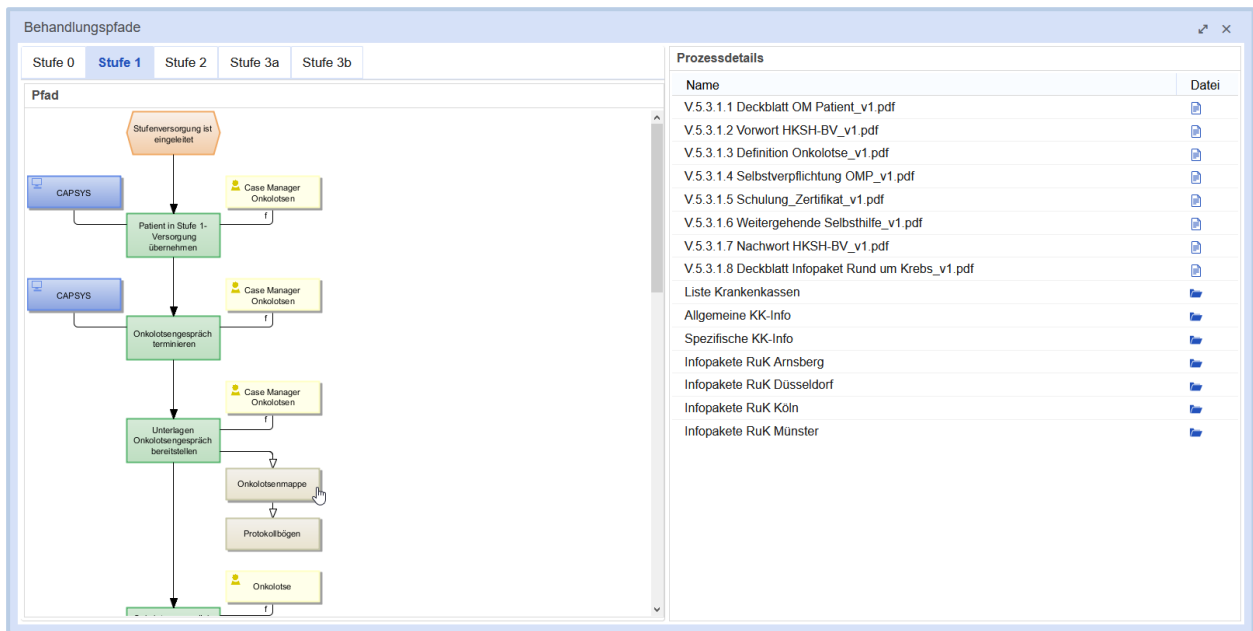 Behandlungspfade
Stufe 0 Stufe 1 Stufe 2 Stufe 3a Stufe 3b
Pfad
Stufenversorgung ist
eingeleitet
CAPSYS
Case Manager
Onkolotsen
f
Patient in Stufe 1-
Versorgung
übernehmen
CAPSYS
Case Manager
Onkolotsen
f
Onkolotsengespräch
terminieren
Case Manager
Onkolotsen
f
Unterlagen
Onkolotsengespräch
bereitstellen
Onkolotsenmappe
Protokollbögen
Onkolotse
f
Prozessdetails
Name Datei
V.5.3.1.1 Deckblatt OM Patient_v1.pdf
V.5.3.1.2 Vorwort HKSH-BV_v1.pdf
V.5.3.1.3 Definition Onkolotse_v1.pdf
V.5.3.1.4 Selbstverpflichtung OMP_v1.pdf
V.5.3.1.5 Schulung_Zertifikat_v1.pdf
V.5.3.1.6 Weitergehende Selbsthilfe_v1.pdf
V.5.3.1.7 Nachwort HKSH-BV_v1.pdf
V.5.3.1.8 Deckblatt Infopaket Rund um Krebs_v1.pdf
Liste Krankenkassen
Allgemeine KK-Info
Spezifische KK-Info
Infopakete RuK Arnsberg
Infopakete RuK Düsseldorf
Infopakete RuK Köln
Infopakete RuK Münster